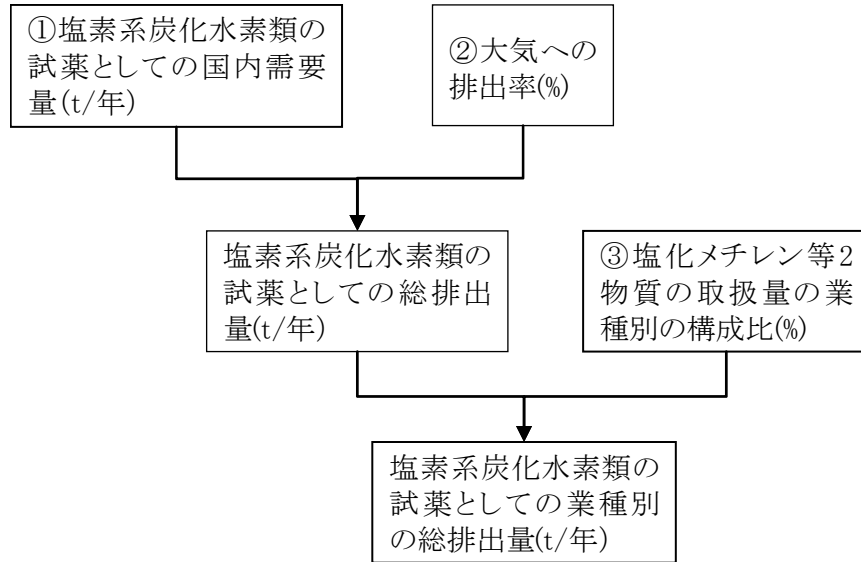 ①塩素系炭化水素類の
試薬としての国内需要
量(t/年)
②大気への
排出率(%)
塩素系炭化水素類の
試薬としての総排出
量(t/年)
③塩化メチレン等2
物質の取扱量の業
種別の構成比(%)
塩素系炭化水素類の
試薬としての業種別
の総排出量(t/年)